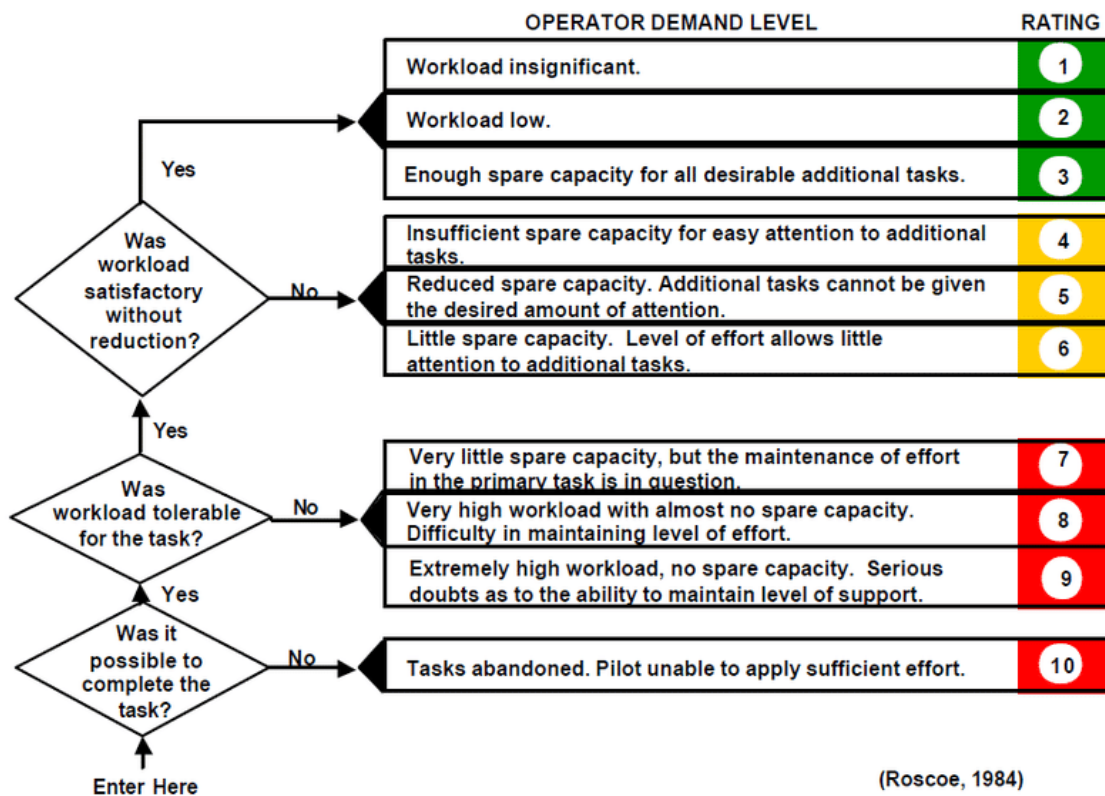 OPERATOR DEMAND LEVEL RATING
Workload insignificant. 1
Workload low. 2
Enough spare capacity for all desirable additional tasks. 3
Yes
Was
workload
satisfactory
without
reduction?
No
Insufficient spare capacity for easy attention to additional
tasks.
4
Reduced spare capacity. Additional tasks cannot be given
the desired amount of attention.
5
Little spare capacity. Level of effort allows little
attention to additional tasks.
6
Yes
Was
workload tolerable
for the task?
No
Very little spare capacity, but the maintenance of effort
in the primary task is in question.
7
Very high workload with almost no spare capacity.
Difficulty in maintaining level of effort.
8
Extremely high workload, no spare capacity. Serious
doubts as to the ability to maintain level of support.
9
Yes
Was it
possible to
complete the
task?
No
Tasks abandoned. Pilot unable to apply sufficient effort. 10
Enter Here
(Roscoe, 1984)